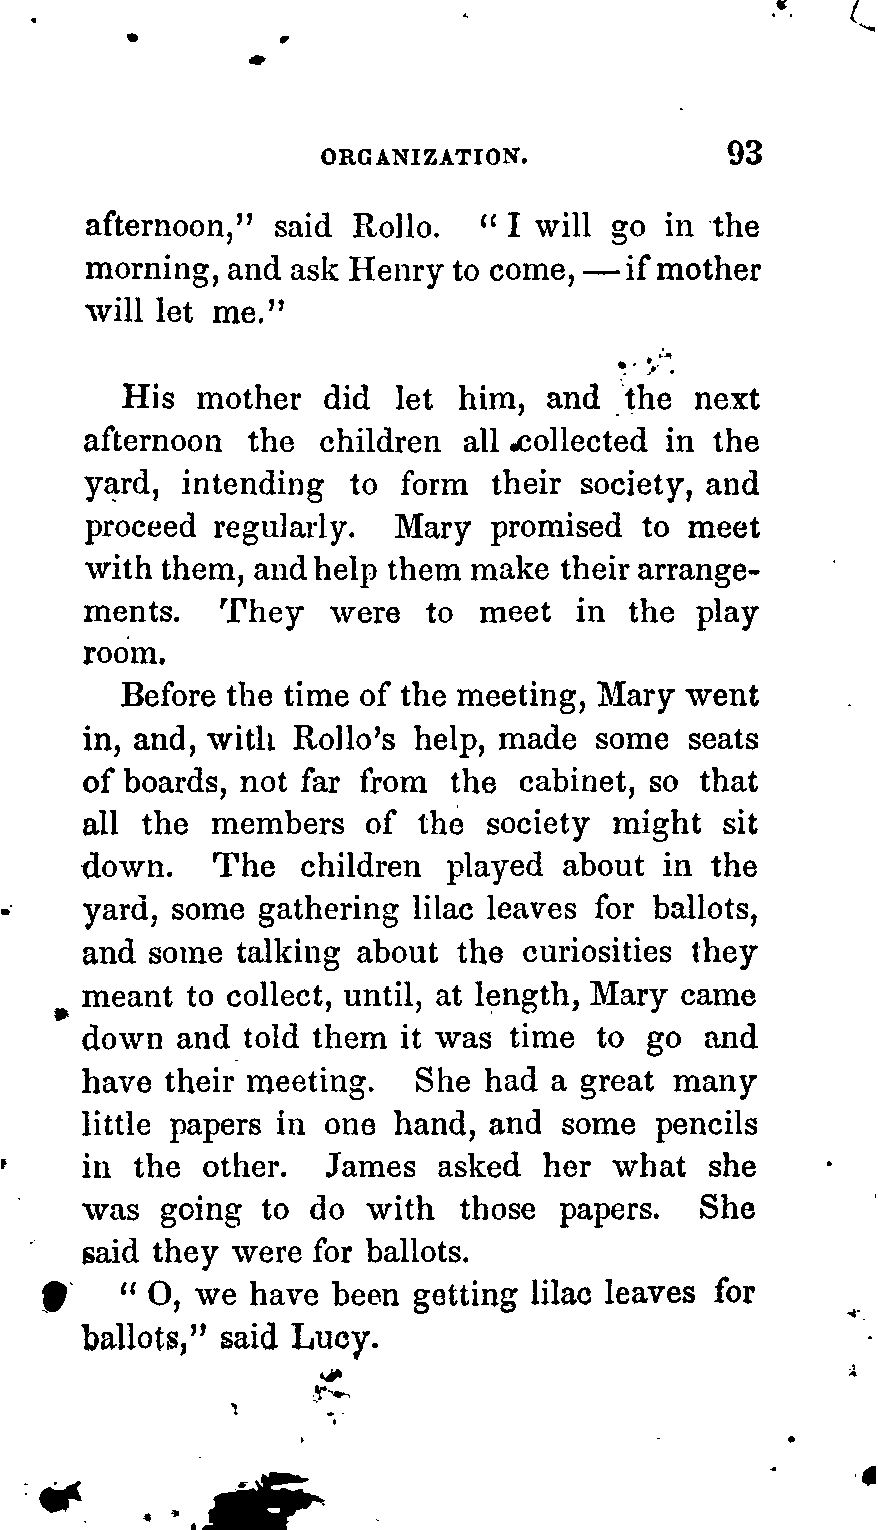 ORGANIZATION. 93
afternoon," said Rollo. "I will go in the
morning, and ask Henry to come, — if mother
will let me."
His mother did let him, and the next
afternoon the children all collected in the
yard, intending to form their society, and
proceed regularly. Mary promised to meet
with them, and help them make their arrange-
ments. They were to meet in the play
room.
Before the time of the meeting, Mary went
in, and, with Rollo's help, made some seats
of boards, not far from the cabinet, so that
all the members of the society might sit
down. The children played about in the
yard, some gathering lilac leaves for ballots,
and some talking about the curiosities they
meant to collect, until, at length, Mary came
down and told them it was time to go and
have their meeting. She had a great many
little papers in one hand, and some pencils
in the other. James asked her what she
was going to do with those papers. She
said they were for ballots.
"O, we have been getting lilac leaves for
ballots," said Lucy.